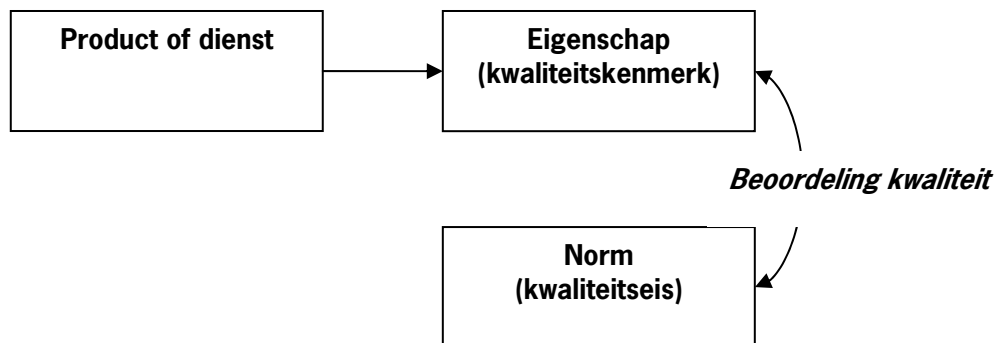 Product of dienst
Eigenschap
(kwaliteitskenmerk)
Beoordeling kwaliteit
Norm
(kwaliteitseis)